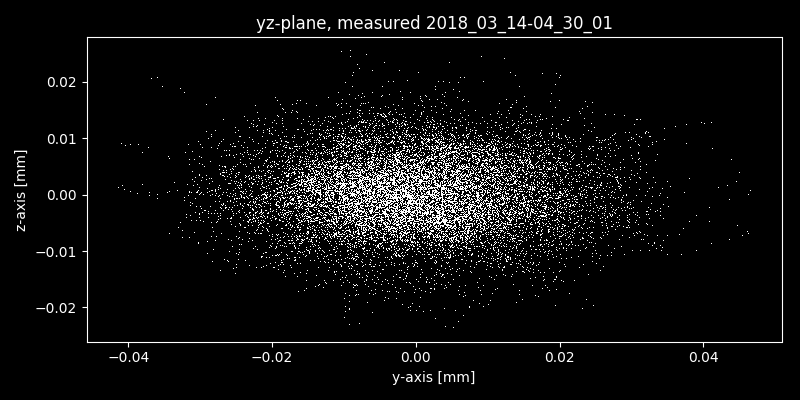 yz-plane, measured 2018_03_14-04_30_01
0.02
0.01
0.00
−0.01
−0.02
z-axis [mm]
−0.04 −0.02 0.00 0.02 0.04
y-axis [mm]